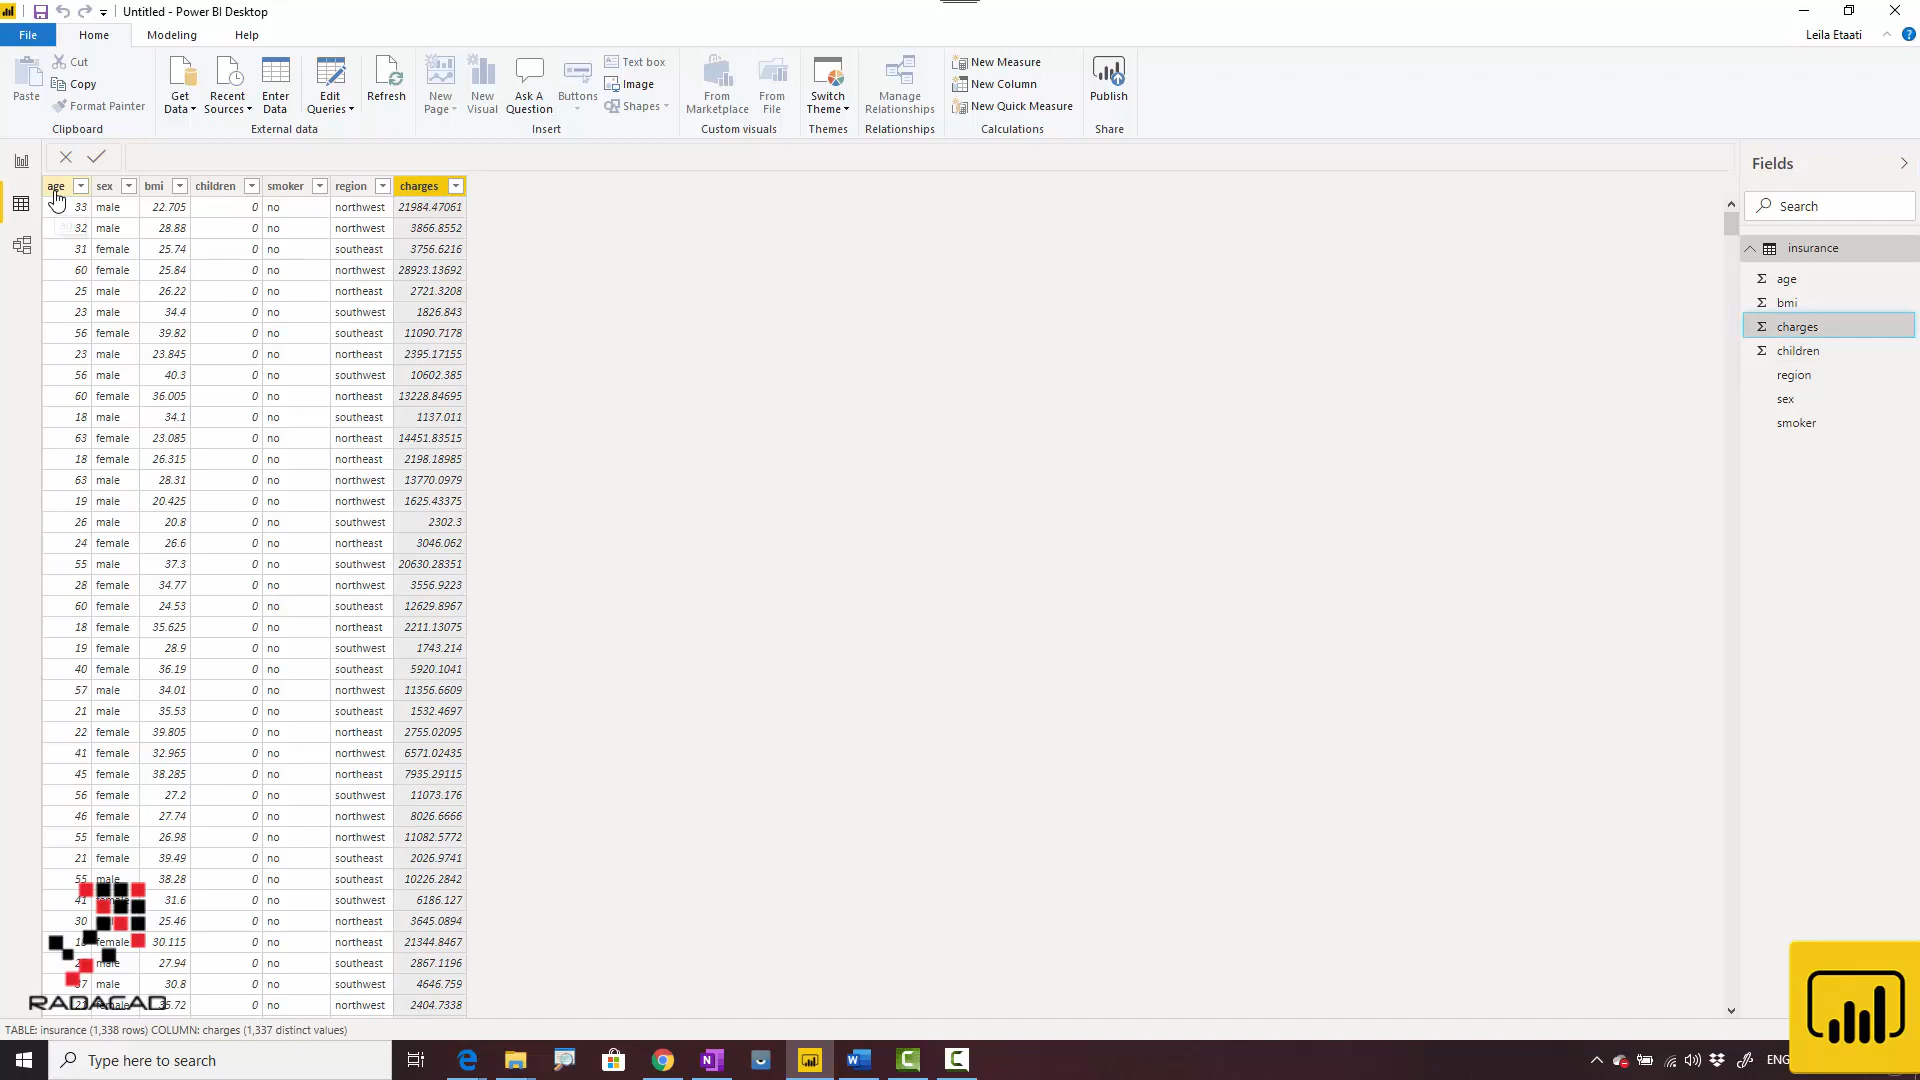 Untitled - Power BI Desktop
File Home Modeling Help Leila Etaati
Paste Cut Copy Format Painter Clipboard
Get Data Recent Sources Enter Data Edit Queries Refresh External data
New Page New Visual Ask A Question Buttons Text box Image Shapes Insert
From Marketplace From File Custom visuals
Switch Theme Themes
Manage Relationships Relationships
New Measure New Column New Quick Measure Calculations
Publish Share
age sex bmi children smoker region charges
33 male 22.705 0 no northwest 21984.47061
32 male 28.88 0 no northwest 3866.8552
31 female 25.74 0 no southeast 3756.6216
60 female 25.84 0 no northwest 28923.13692
25 male 26.22 0 no northeast 2721.3208
23 male 34.4 0 no southwest 1826.843
56 female 39.82 0 no southeast 11090.7178
23 male 23.845 0 no northeast 2395.17155
56 male 40.3 0 no southwest 10602.385
60 female 36.005 0 no northeast 13228.84695
18 male 34.1 0 no southeast 1137.011
63 female 23.085 0 no northeast 14451.83515
18 female 26.315 0 no northeast 2198.18985
63 male 28.31 0 no northwest 13770.0979
19 male 20.425 0 no northwest 1625.43375
26 male 20.8 0 no southwest 2302.3
24 female 26.6 0 no northeast 3046.062
55 male 37.3 0 no southwest 20630.28351
28 female 34.77 0 no northwest 3556.9223
60 female 24.53 0 no southeast 12629.8967
18 female 35.625 0 no northeast 2211.13075
19 female 28.9 0 no southwest 1743.214
40 female 36.19 0 no southeast 5920.1041
57 male 34.01 0 no northwest 11356.6609
21 male 35.53 0 no southeast 1532.4697
22 female 39.805 0 no northeast 2755.02095
41 female 32.965 0 no northwest 6571.02435
45 female 38.285 0 no northeast 7935.29115
56 female 27.2 0 no southwest 11073.176
46 female 27.74 0 no northwest 8026.6666
55 female 26.98 0 no northwest 11082.5772
21 female 39.49 0 no southeast 2026.9741
55 male 38.28 0 no southeast 10226.2842
41 female 31.6 0 no southwest 6186.127
30 25.46 0 no northeast 3645.0894
female 30.115 0 no northeast 21344.8467
male 27.94 0 no southeast 2867.1196
male 30.8 0 no southwest 4646.759
female 35.72 0 no northwest 2404.7338
RADACAD
Fields
Search
insurance
age
bmi
charges
children
region
sex
smoker
TABLE: insurance (1,338 rows) COLUMN: charges (1,337 distinct values)
Type here to search
ENG